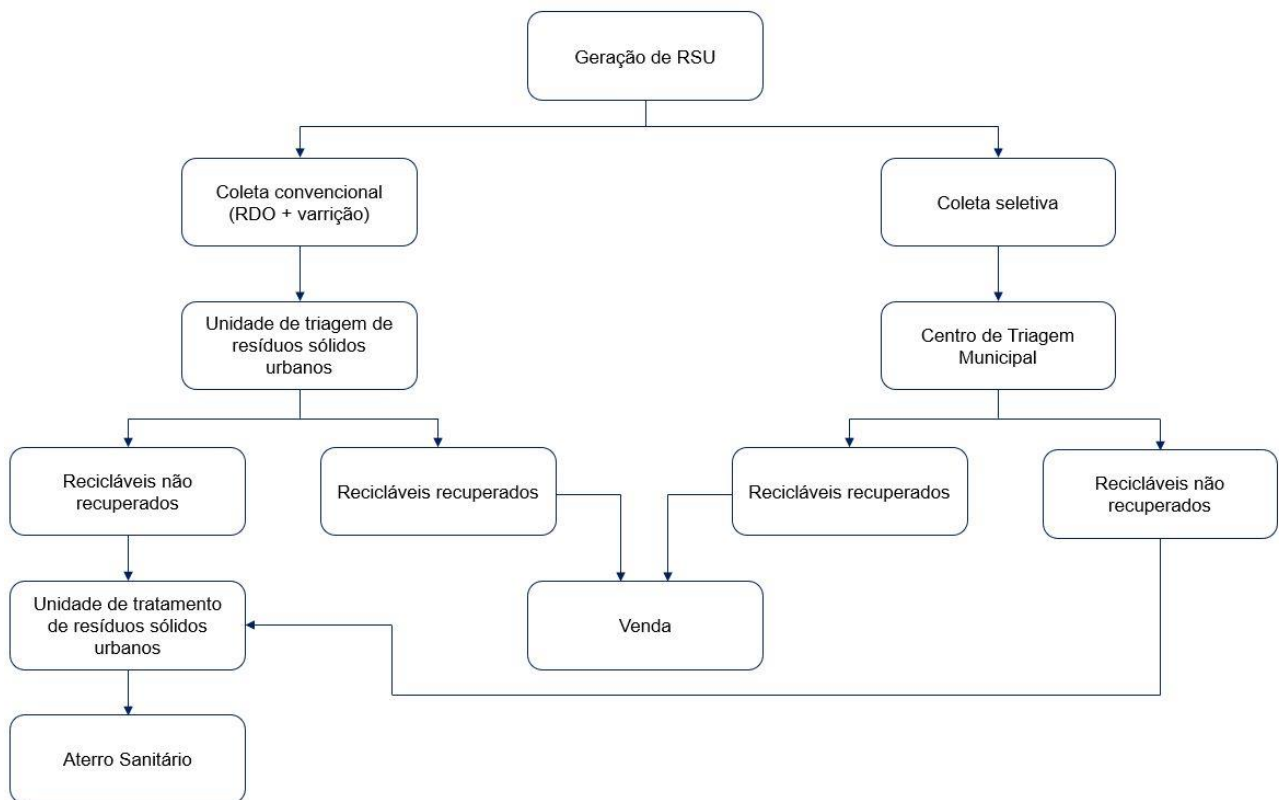 Geração de RSU
Coleta convencional
(RDO + varrição)
Coleta seletiva
Unidade de triagem de
resíduos sólidos
urbanos
Centro de Triagem
Municipal
Recicláveis não
recuperados
Recicláveis recuperados
Recicláveis recuperados
Recicláveis não
recuperados
Unidade de tratamento
de resíduos sólidos
urbanos
Venda
Aterro Sanitário